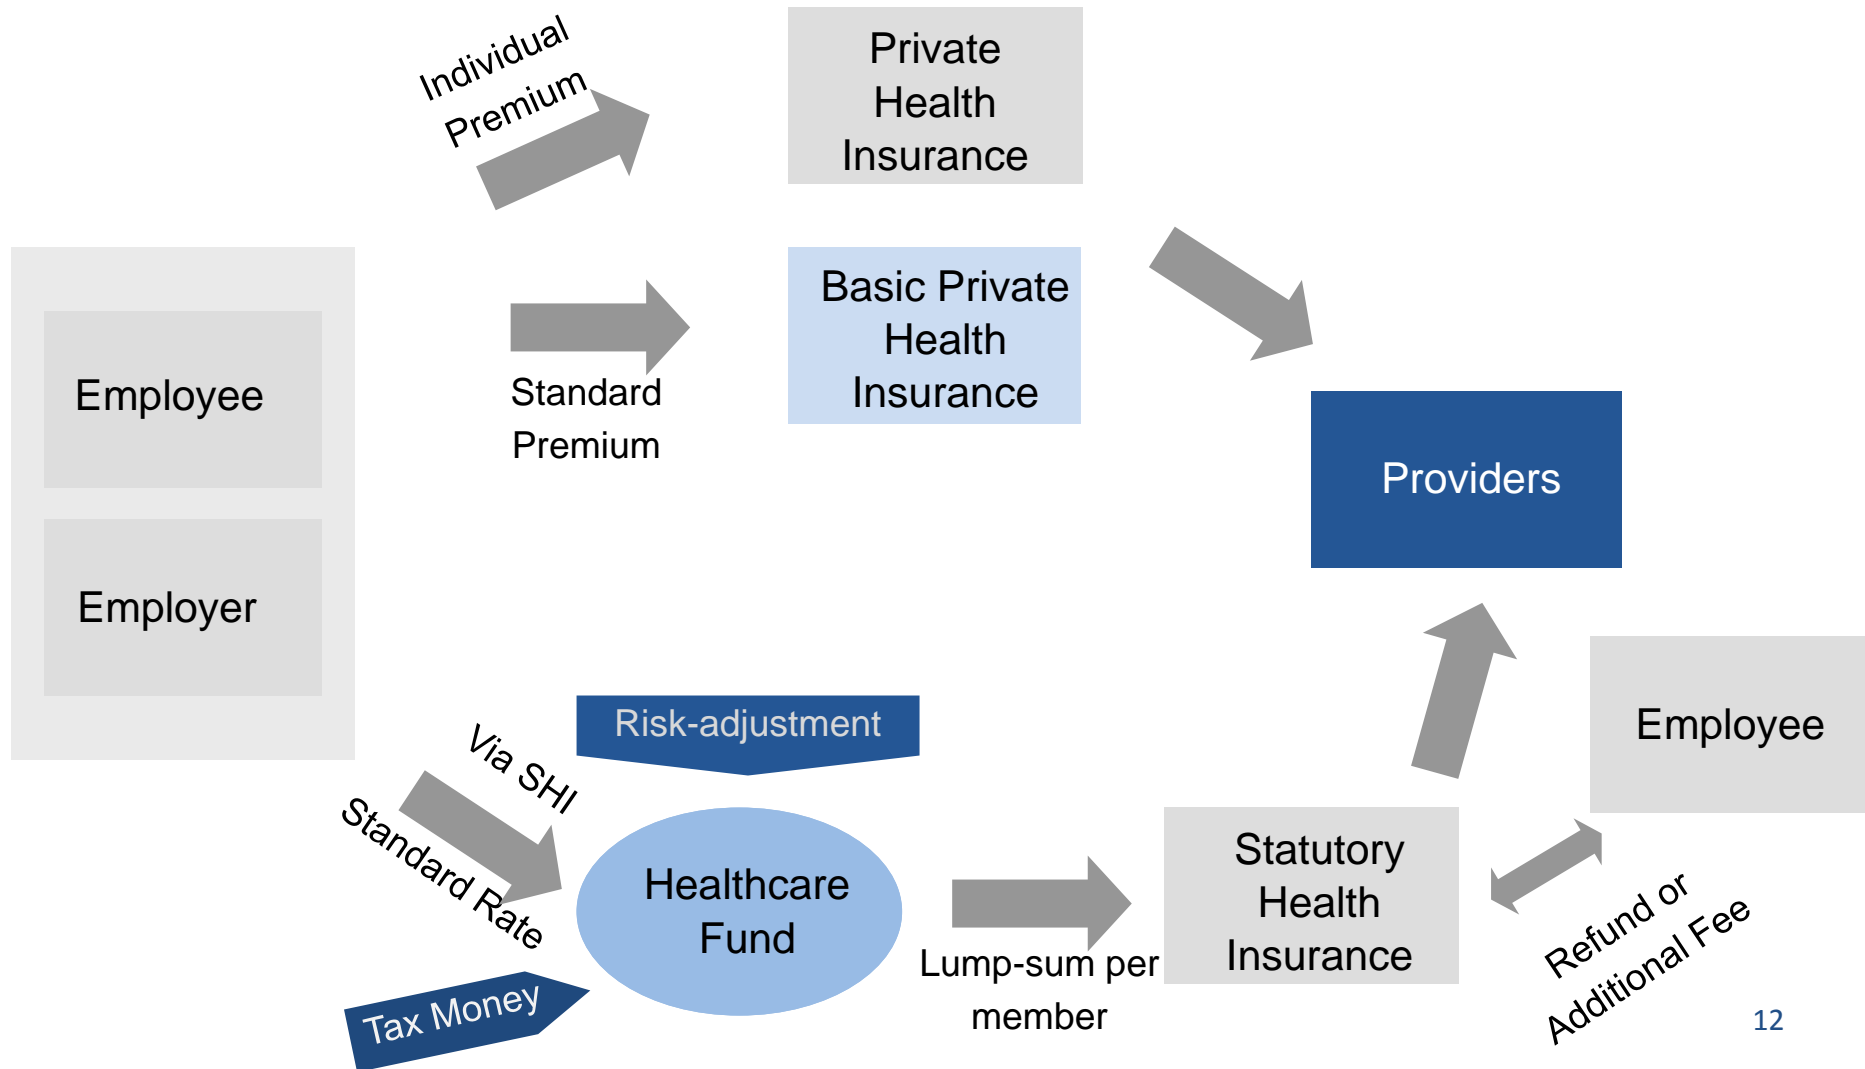 Individual
Premium
Private
Health
Insurance
Employee
Employer
Standard
Premium
Basic Private
Health
Insurance
Providers
Via SHI
Standard Rate
Risk-adjustment
Healthcare
Fund
Tax Money
Lump-sum per
member
Statutory
Health
Insurance
Employee
Refund or
Additional Fee
12